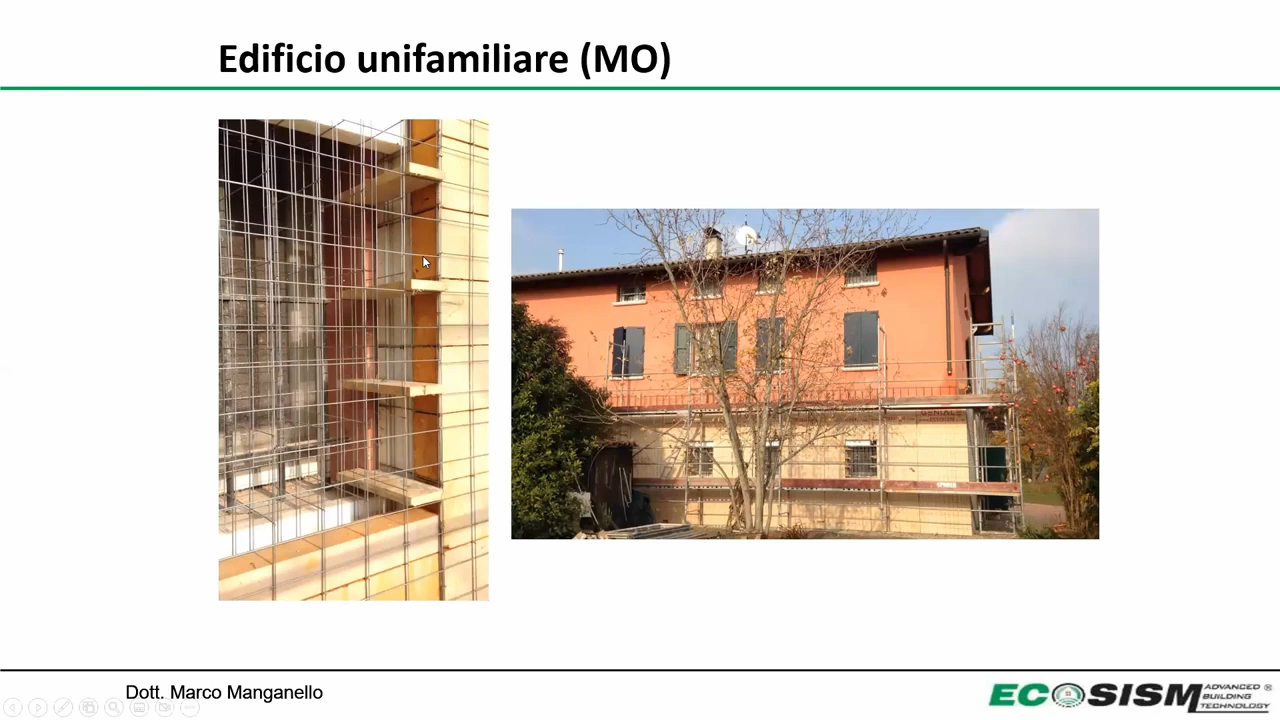 Edificio unifamiliare (MO)
Dott. Marco Manganello
ECOSISM ADVANCED ®
BUILDING
TECHNOLOGY